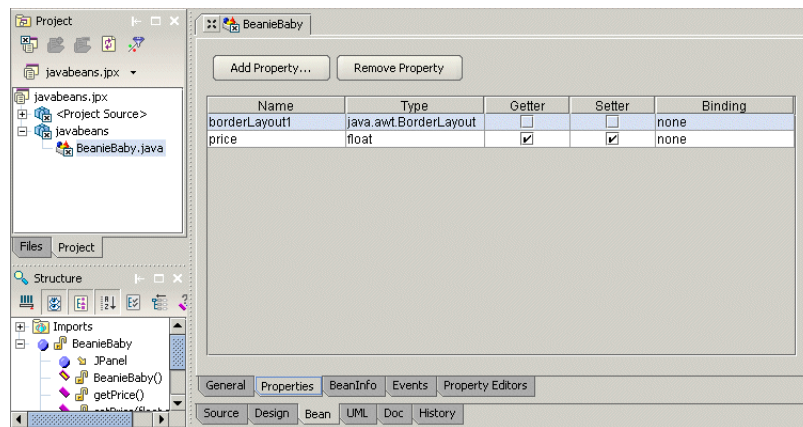 Project
javabeans.jpx
javabeans.jpx
<Project Source>
javabeans
BeanieBaby.java
Files Project
Structure
Imports
BeanieBaby
JPanel
BeanieBaby()
getPrice()
BeanieBaby
Add Property... Remove Property
Name Type Getter Setter Binding
borderLayout1 java.awt.BorderLayout none
price float none
General Properties BeanInfo Events Property Editors
Source Design Bean UML Doc History